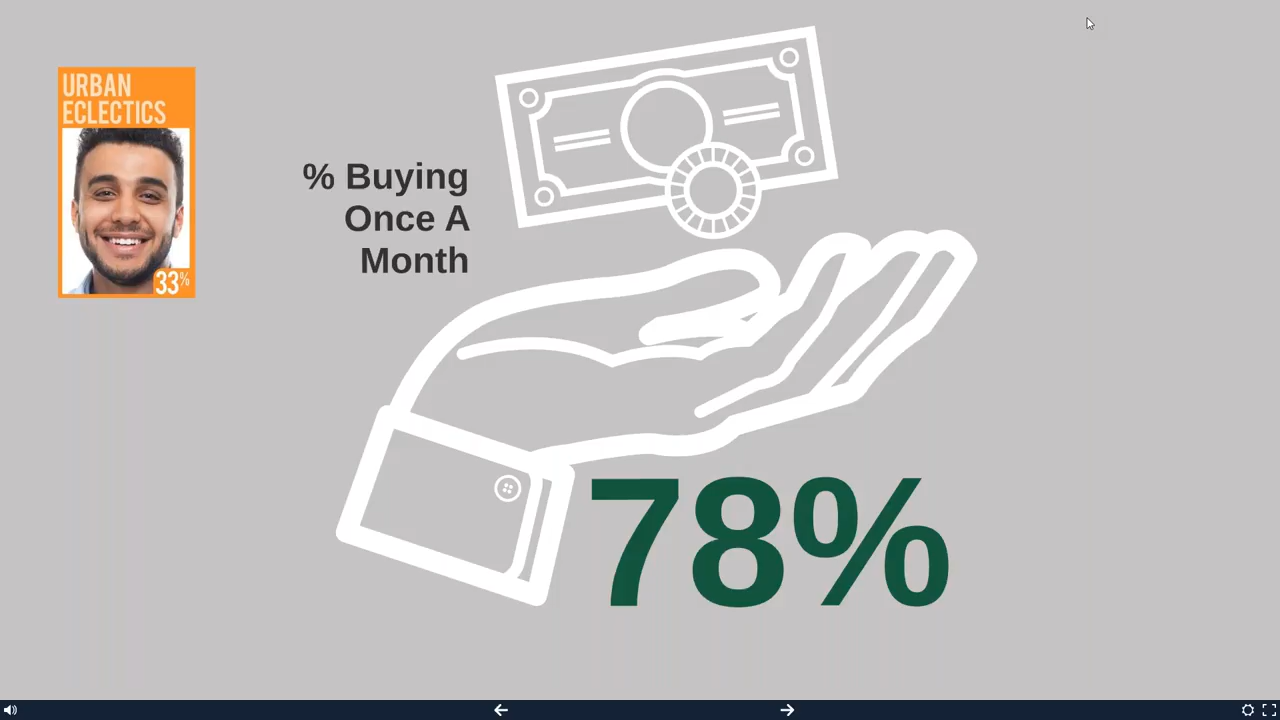 URBAN
ECLECTICS
33%
% Buying
Once A
Month
78%